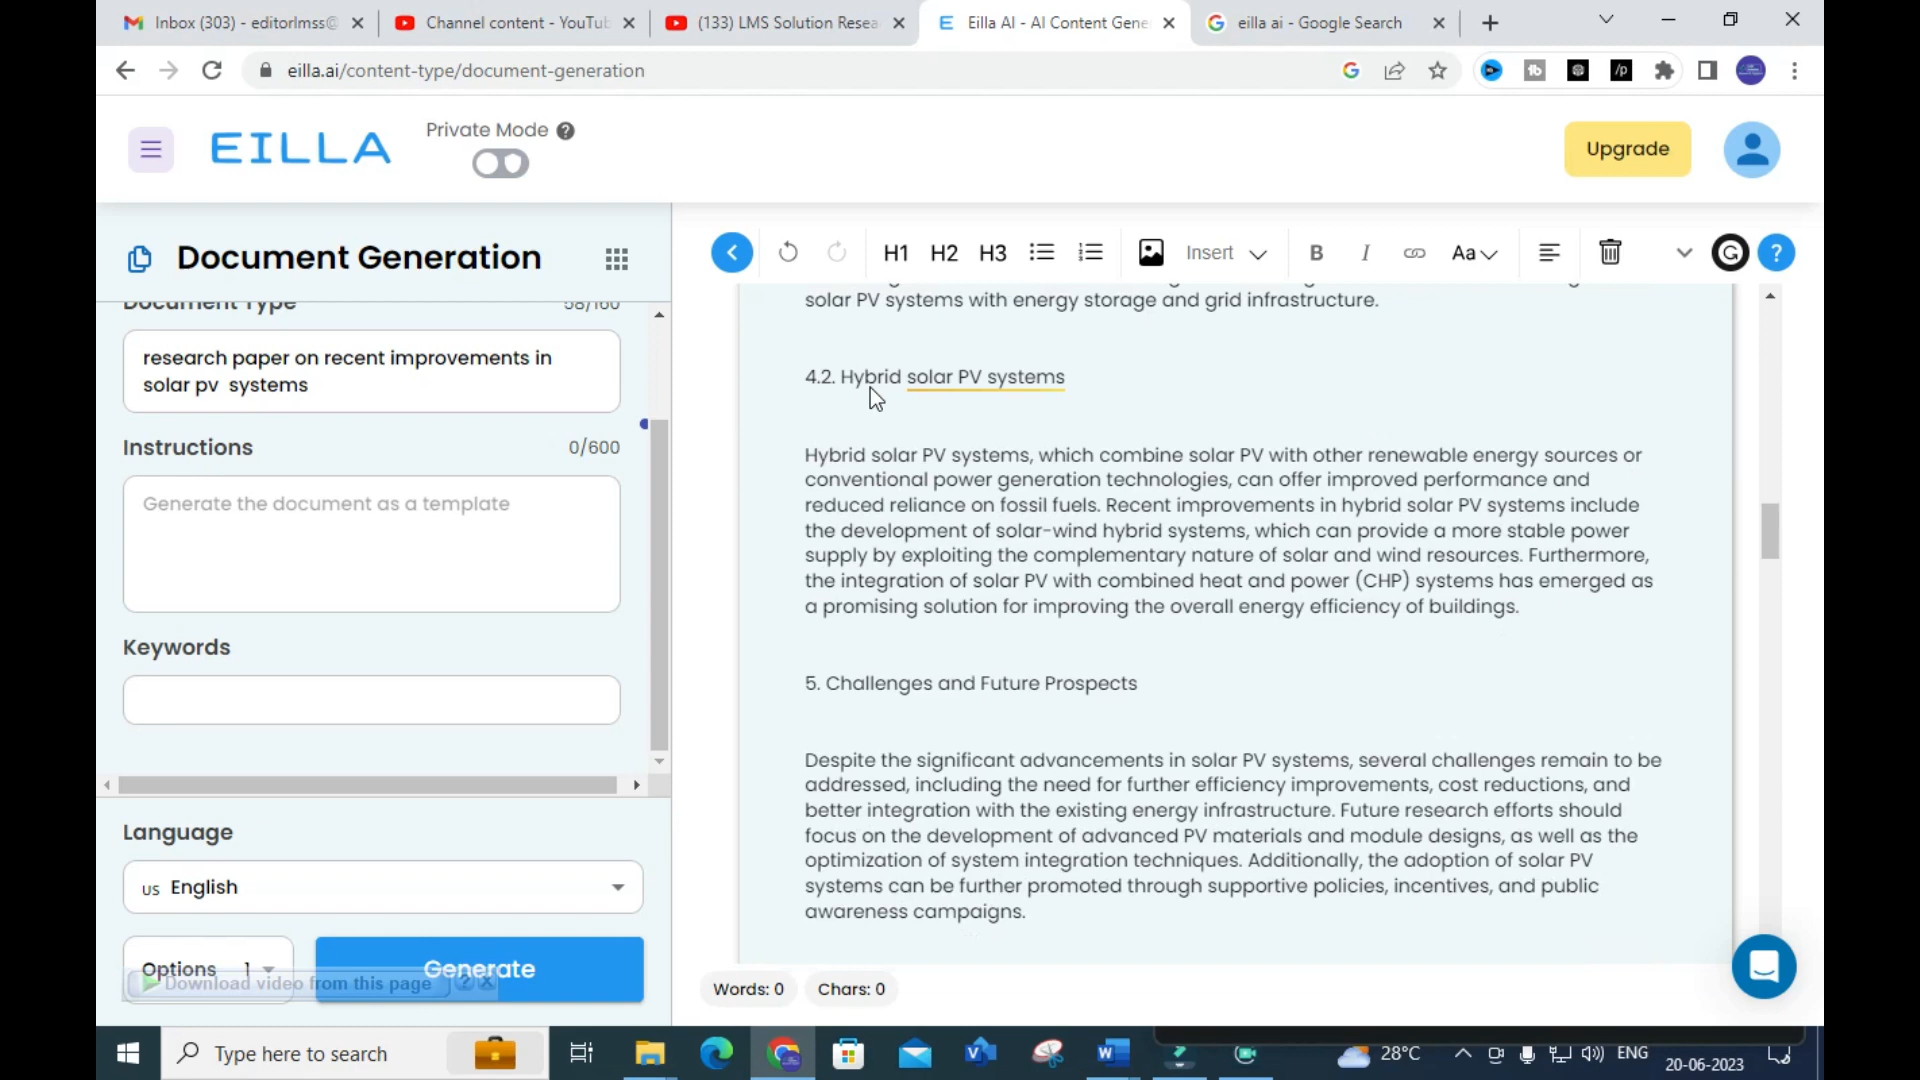 Inbox (303) - editorlmss@
Channel content - YouTub
(133) LMS Solution Resea
Eilla AI - AI Content Gene
eilla ai - Google Search
eilla.ai/content-type/document-generation
EILLA
Private Mode
Upgrade
Document Generation
H1 H2 H3
Insert
B I Aa
Document Type 58/160
research paper on recent improvements in
solar pv systems
Instructions 0/600
Generate the document as a template
Keywords
Language
us English
Options 1
Generate
Download video from this page
solar PV systems with energy storage and grid infrastructure.
4.2. Hybrid solar PV systems
Hybrid solar PV systems, which combine solar PV with other renewable energy sources or
conventional power generation technologies, can offer improved performance and
reduced reliance on fossil fuels. Recent improvements in hybrid solar PV systems include
the development of solar-wind hybrid systems, which can provide a more stable power
supply by exploiting the complementary nature of solar and wind resources. Furthermore,
the integration of solar PV with combined heat and power (CHP) systems has emerged as
a promising solution for improving the overall energy efficiency of buildings.
5. Challenges and Future Prospects
Despite the significant advancements in solar PV systems, several challenges remain to be
addressed, including the need for further efficiency improvements, cost reductions, and
better integration with the existing energy infrastructure. Future research efforts should
focus on the development of advanced PV materials and module designs, as well as the
optimization of system integration techniques. Additionally, the adoption of solar PV
systems can be further promoted through supportive policies, incentives, and public
awareness campaigns.
Words: 0 Chars: 0
Type here to search
28°C
ENG
20-06-2023